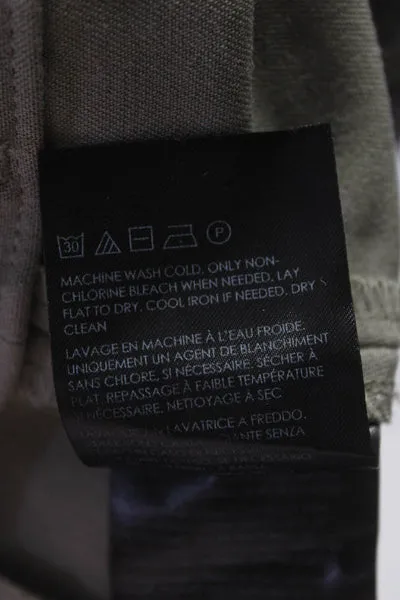 30 P
MACHINE WASH COLD, ONLY NON-
CHLORINE BLEACH WHEN NEEDED, LAY
FLAT TO DRY, COOL IRON IF NEEDED, DRY
CLEAN
LAVAGE EN MACHINE À L'EAU FROIDE.
UNIQUEMENT UN AGENT DE BLANCHIMENT
SANS CHLORE, SI NÉCESSAIRE, SÉCHER À
PLAT, REPASSAGE À FAIBLE TEMPÉRATURE
NÉCESSAIRE, NETTOYAGE À SEC
LAVATRICE A FREDDO.
SENZA